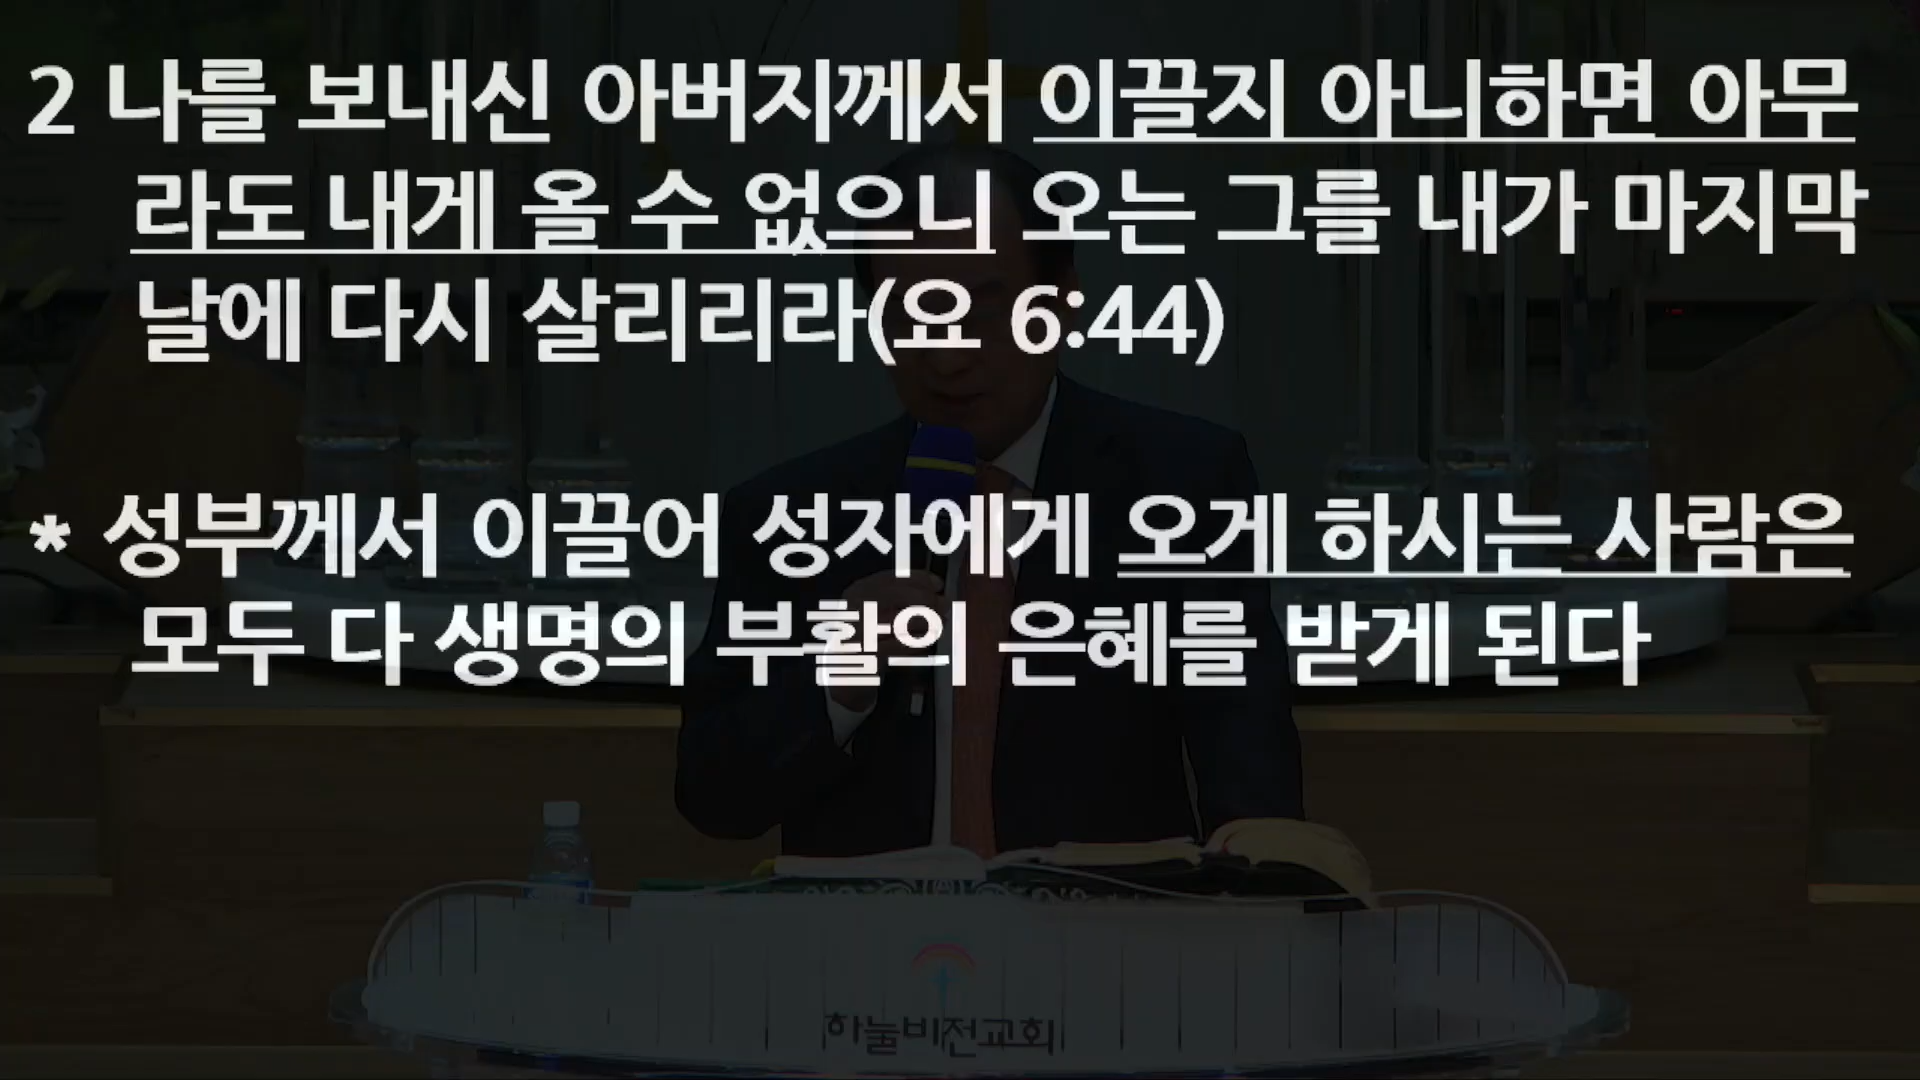 2 나를 보내신 아버지께서 이끌지 아니하면 아무
라도 내게 올 수 없으니 오는 그를 내가 마지막
날에 다시 살리리라(요 6:44)
* 성부께서 이끌어 성자에게 오게 하시는 사람은
모두 다 생명의 부활의 은혜를 받게 된다
하늘비전교회